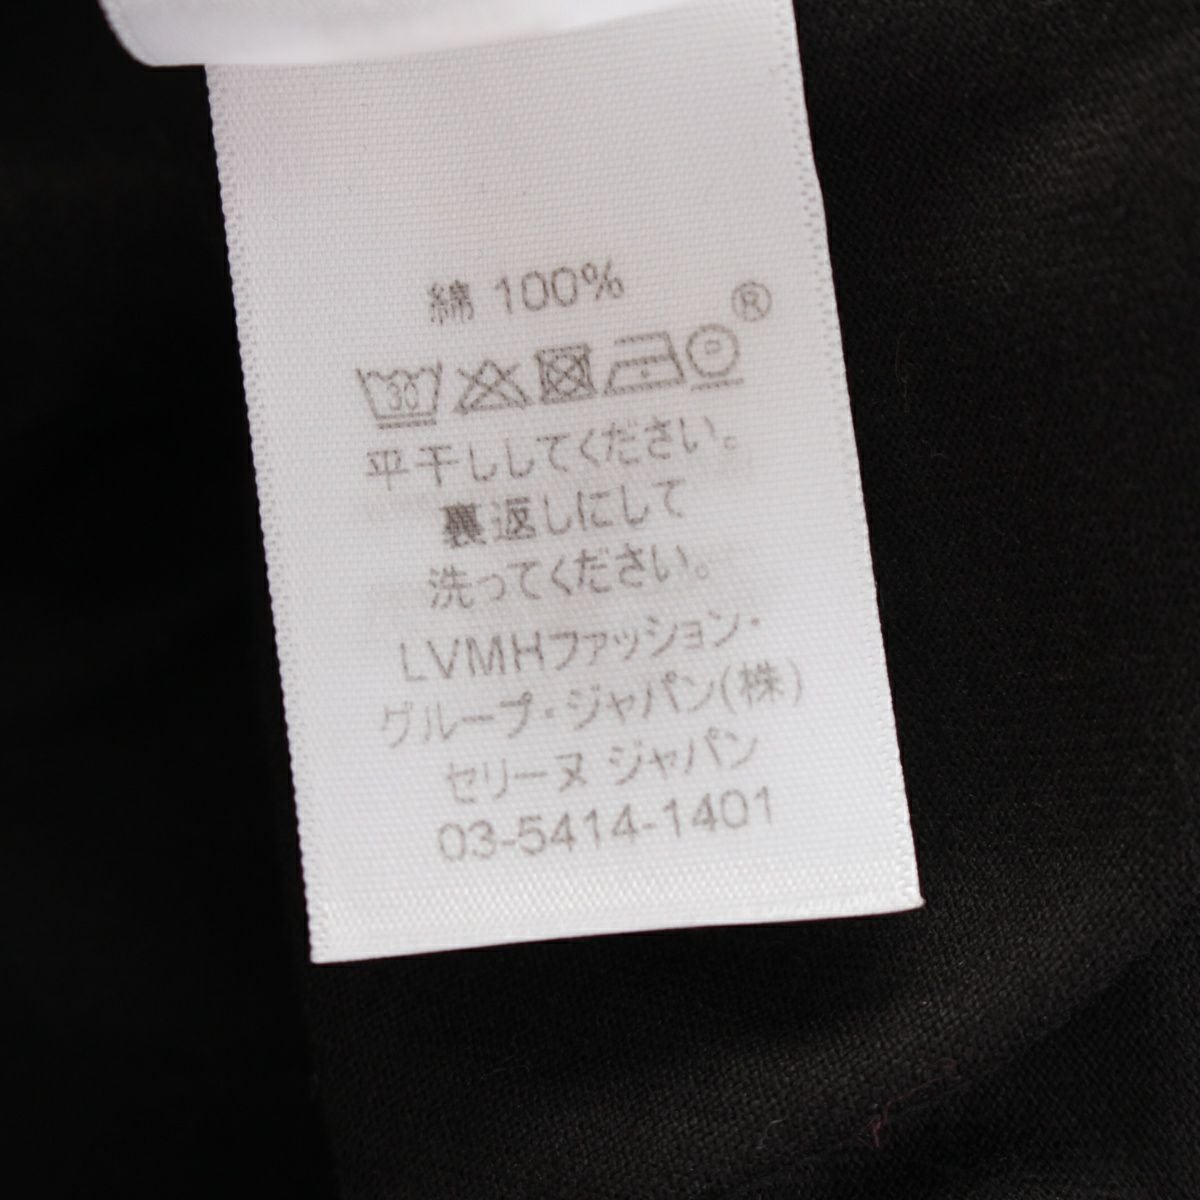 綿 100%
30 P ®
平干ししてください。
裏返しにして
洗ってください。
LVMHファッション・
グループ・ジャパン(株)
セリーヌ ジャパン
03-5414-1401